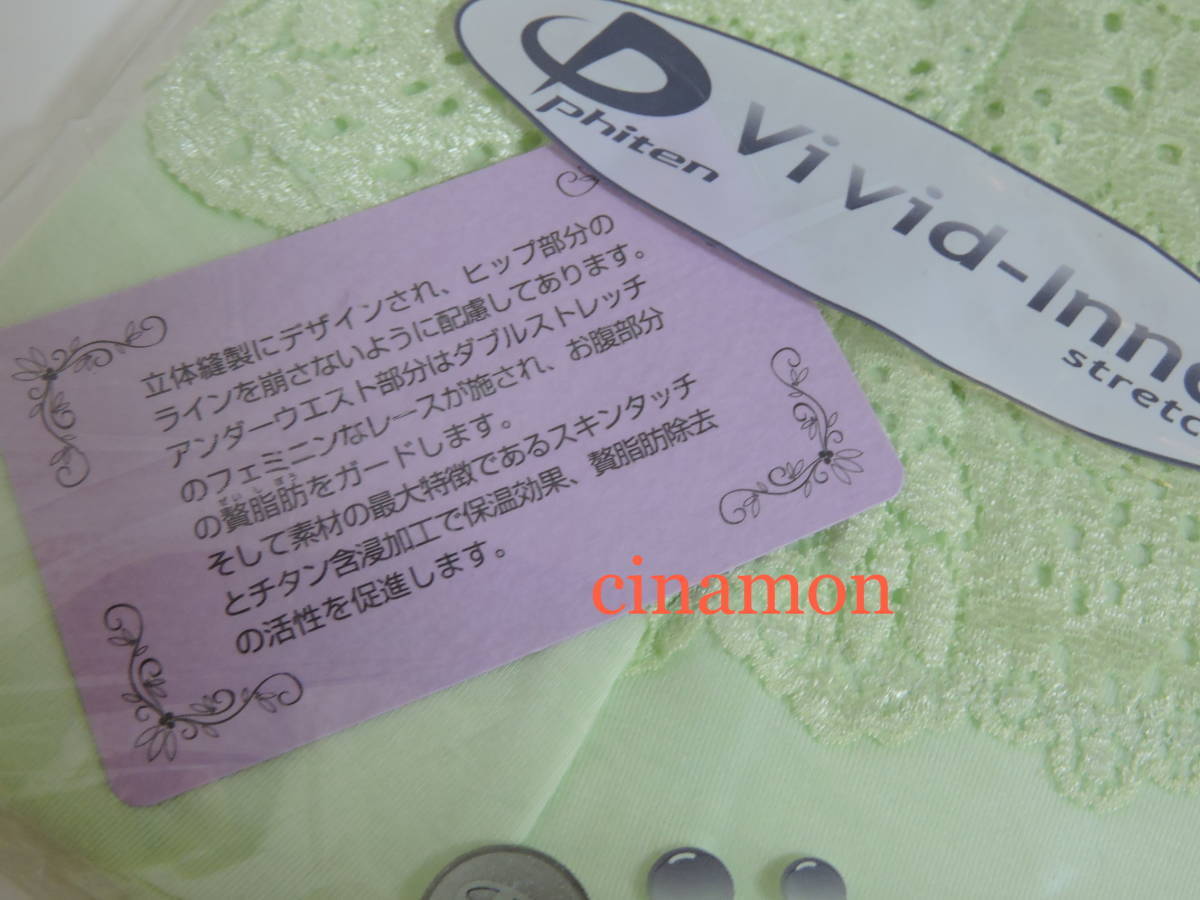 phiten
Vivid-Inne
stretc
立体縫製にデザインされ、ヒップ部分の
ラインを崩さないように配慮してあります。
アンダーウエスト部分はダブルストレッチ
のフェミニンなレースが施され、お腹部分
の贅脂肪をガードします。
そして素材の最大特徴であるスキンタッチ
とチタン含浸加工で保温効果、贅脂肪除去
の活性を促進します。
cinamon